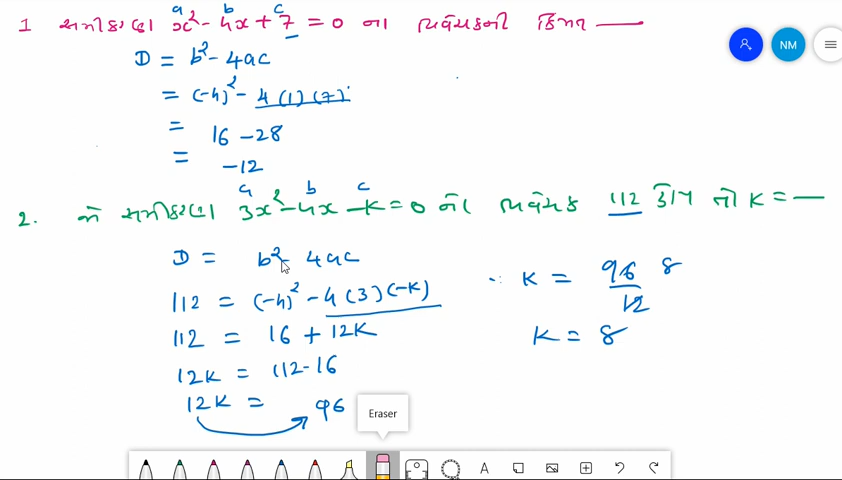 a b c
1 સમીકરણ x² - 4x + 7 = 0 ના વિવેચકની કિંમત ——
NM
D = b² - 4ac
= (-4)² - 4 (1) (7)
= 16 - 28
= -12
a b c
2. જો સમીકરણ 3x² - 4x - K = 0 નો વિવેચક 112 હોય તો K = ——
D = b² - 4ac
112 = (-4)² - 4 (3) (-K)
112 = 16 + 12K
12K = 112 - 16
12K = 96
∴ K = 96 8
12
K = 8
Eraser
A